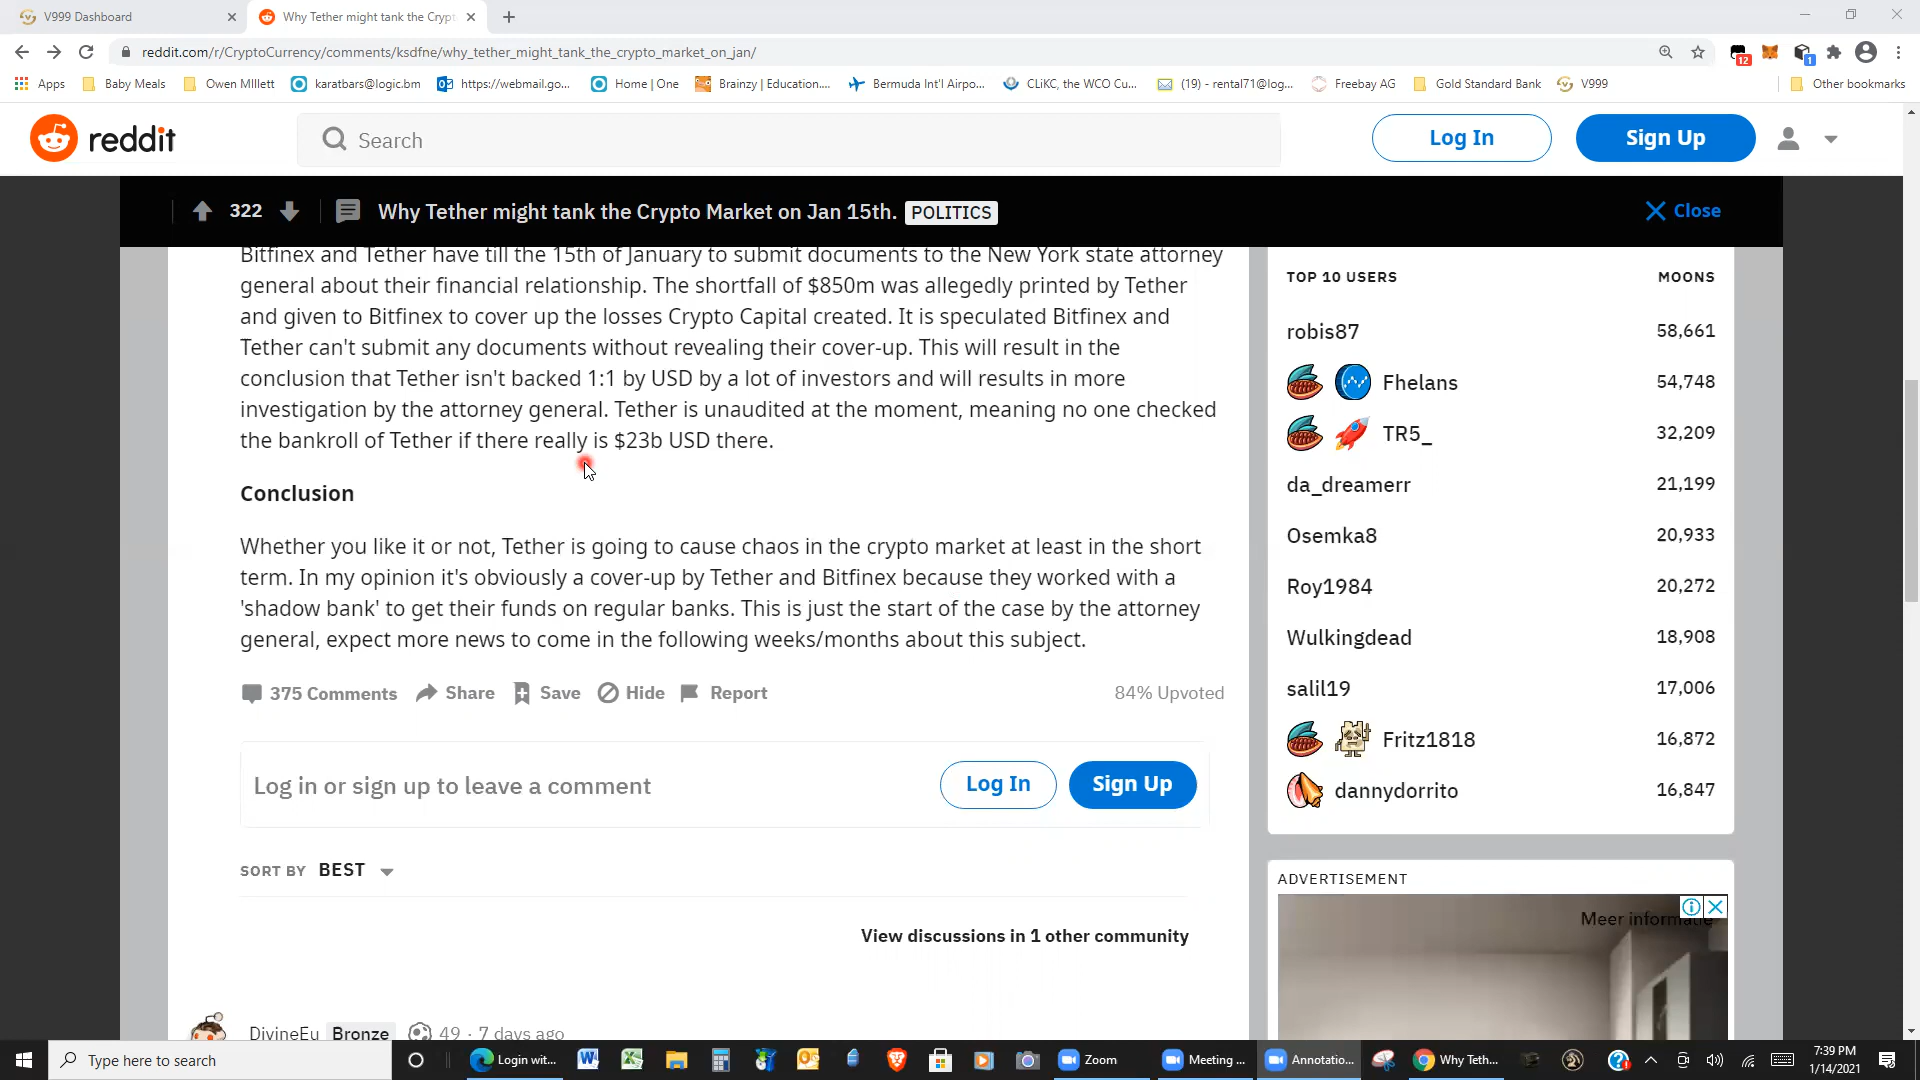 V999 Dashboard
Why Tether might tank the Crypt
reddit.com/r/CryptoCurrency/comments/ksdfne/why_tether_might_tank_the_crypto_market_on_jan/
12
1
Apps
Baby Meals
Owen MIllett
karatbars@logic.bm
https://webmail.go...
Home | One
Brainzy | Education....
Bermuda Int'l Airpo...
CLiKC, the WCO Cu...
(19) - rental71@log...
Freebay AG
Gold Standard Bank
V999
Other bookmarks
reddit
Search
Log In
Sign Up
322
Why Tether might tank the Crypto Market on Jan 15th. POLITICS
Close
Bitfinex and Tether have till the 15th of January to submit documents to the New York state attorney
general about their financial relationship. The shortfall of $850m was allegedly printed by Tether
and given to Bitfinex to cover up the losses Crypto Capital created. It is speculated Bitfinex and
Tether can't submit any documents without revealing their cover-up. This will result in the
conclusion that Tether isn't backed 1:1 by USD by a lot of investors and will results in more
investigation by the attorney general. Tether is unaudited at the moment, meaning no one checked
the bankroll of Tether if there really is $23b USD there.
Conclusion
Whether you like it or not, Tether is going to cause chaos in the crypto market at least in the short
term. In my opinion it's obviously a cover-up by Tether and Bitfinex because they worked with a
'shadow bank' to get their funds on regular banks. This is just the start of the case by the attorney
general, expect more news to come in the following weeks/months about this subject.
375 Comments
Share
Save
Hide
Report
84% Upvoted
Log in or sign up to leave a comment
Log In
Sign Up
SORT BY BEST
View discussions in 1 other community
DivineEu Bronze 49 · 7 days ago
TOP 10 USERS MOONS
robis87 58,661
Fhelans 54,748
TR5_ 32,209
da_dreamerr 21,199
Osemka8 20,933
Roy1984 20,272
Wulkingdead 18,908
salil19 17,006
Fritz1818 16,872
dannydorrito 16,847
ADVERTISEMENT
Meer informatie
Type here to search
Login wit...
Zoom
Meeting ...
Annotatio...
Why Teth...
7:39 PM
1/14/2021